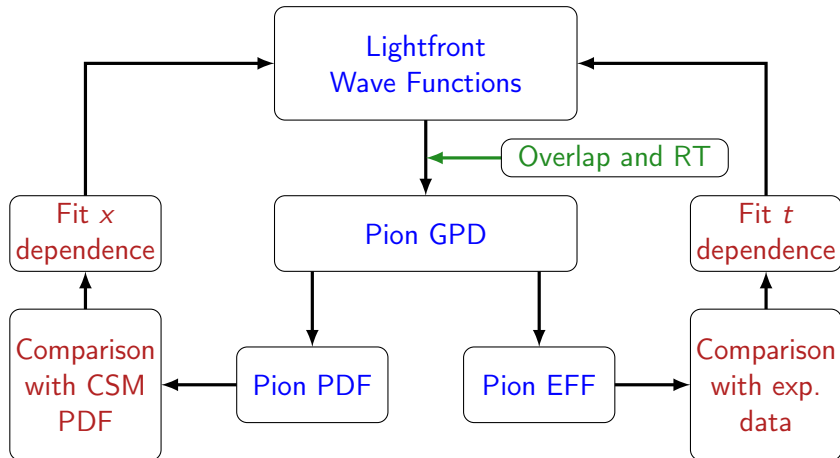 Lightfront
Wave Functions
Overlap and RT
Fit x
dependence
Pion GPD
Fit t
dependence
Comparison
with CSM
PDF
Pion PDF
Pion EFF
Comparison
with exp.
data